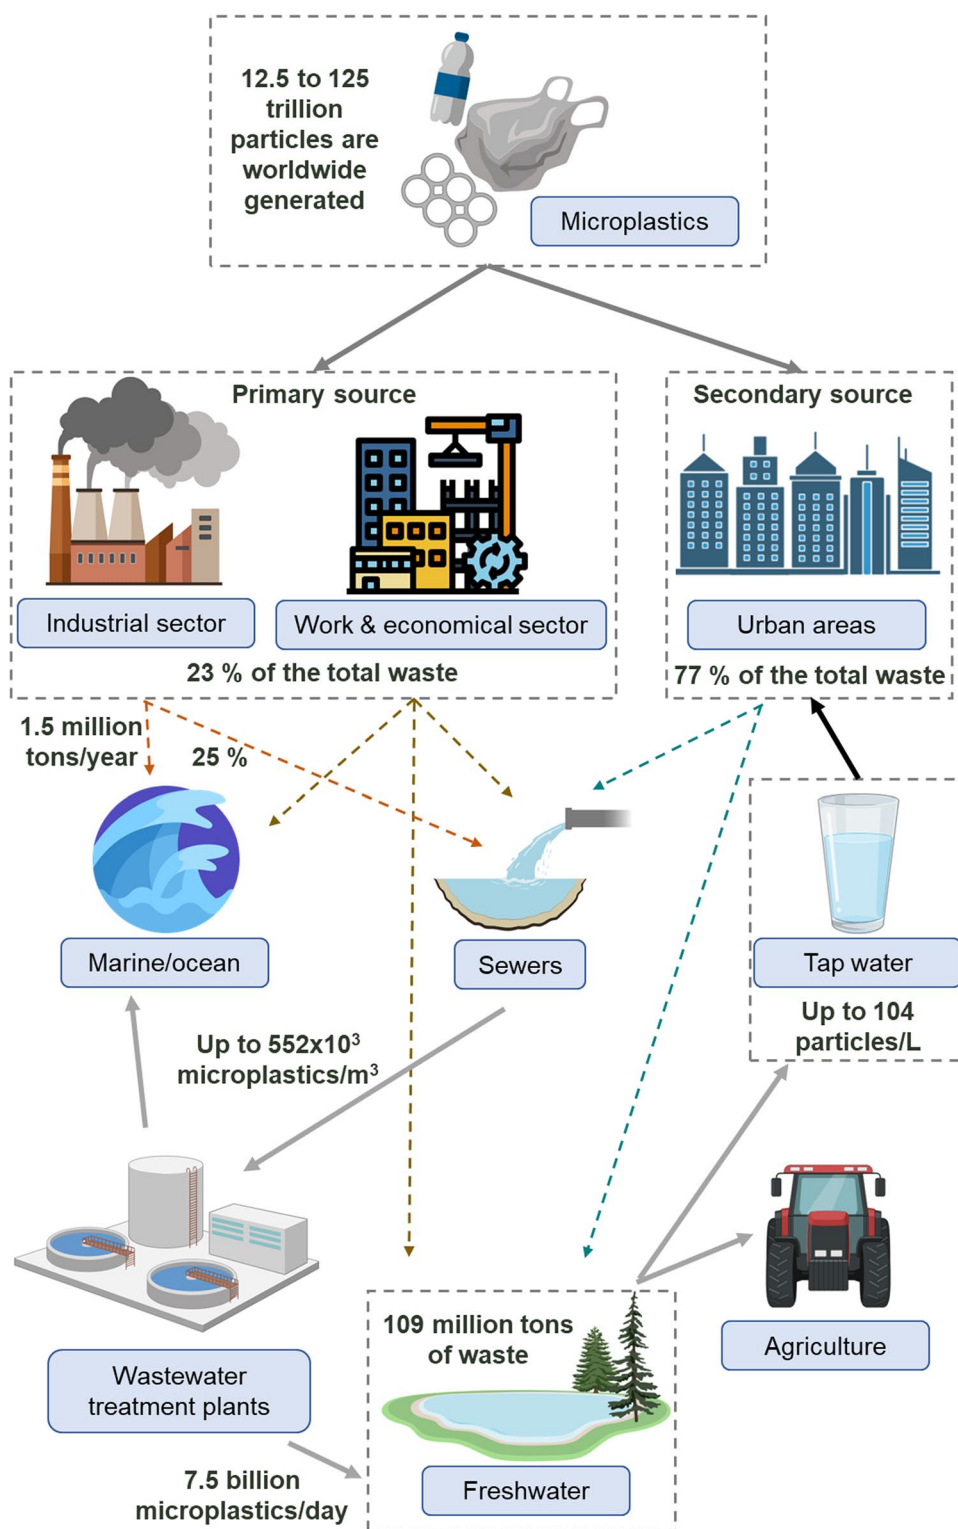 12.5 to 125
trillion
particles are
worldwide
generated
Microplastics
Primary source
Secondary source
Industrial sector
Work & economical sector
Urban areas
23 % of the total waste
77 % of the total waste
1.5 million
tons/year
25 %
Marine/ocean
Sewers
Tap water
Up to 104
particles/L
Up to 552x10³
microplastics/m³
109 million tons
of waste
Agriculture
Wastewater
treatment plants
Freshwater
7.5 billion
microplastics/day